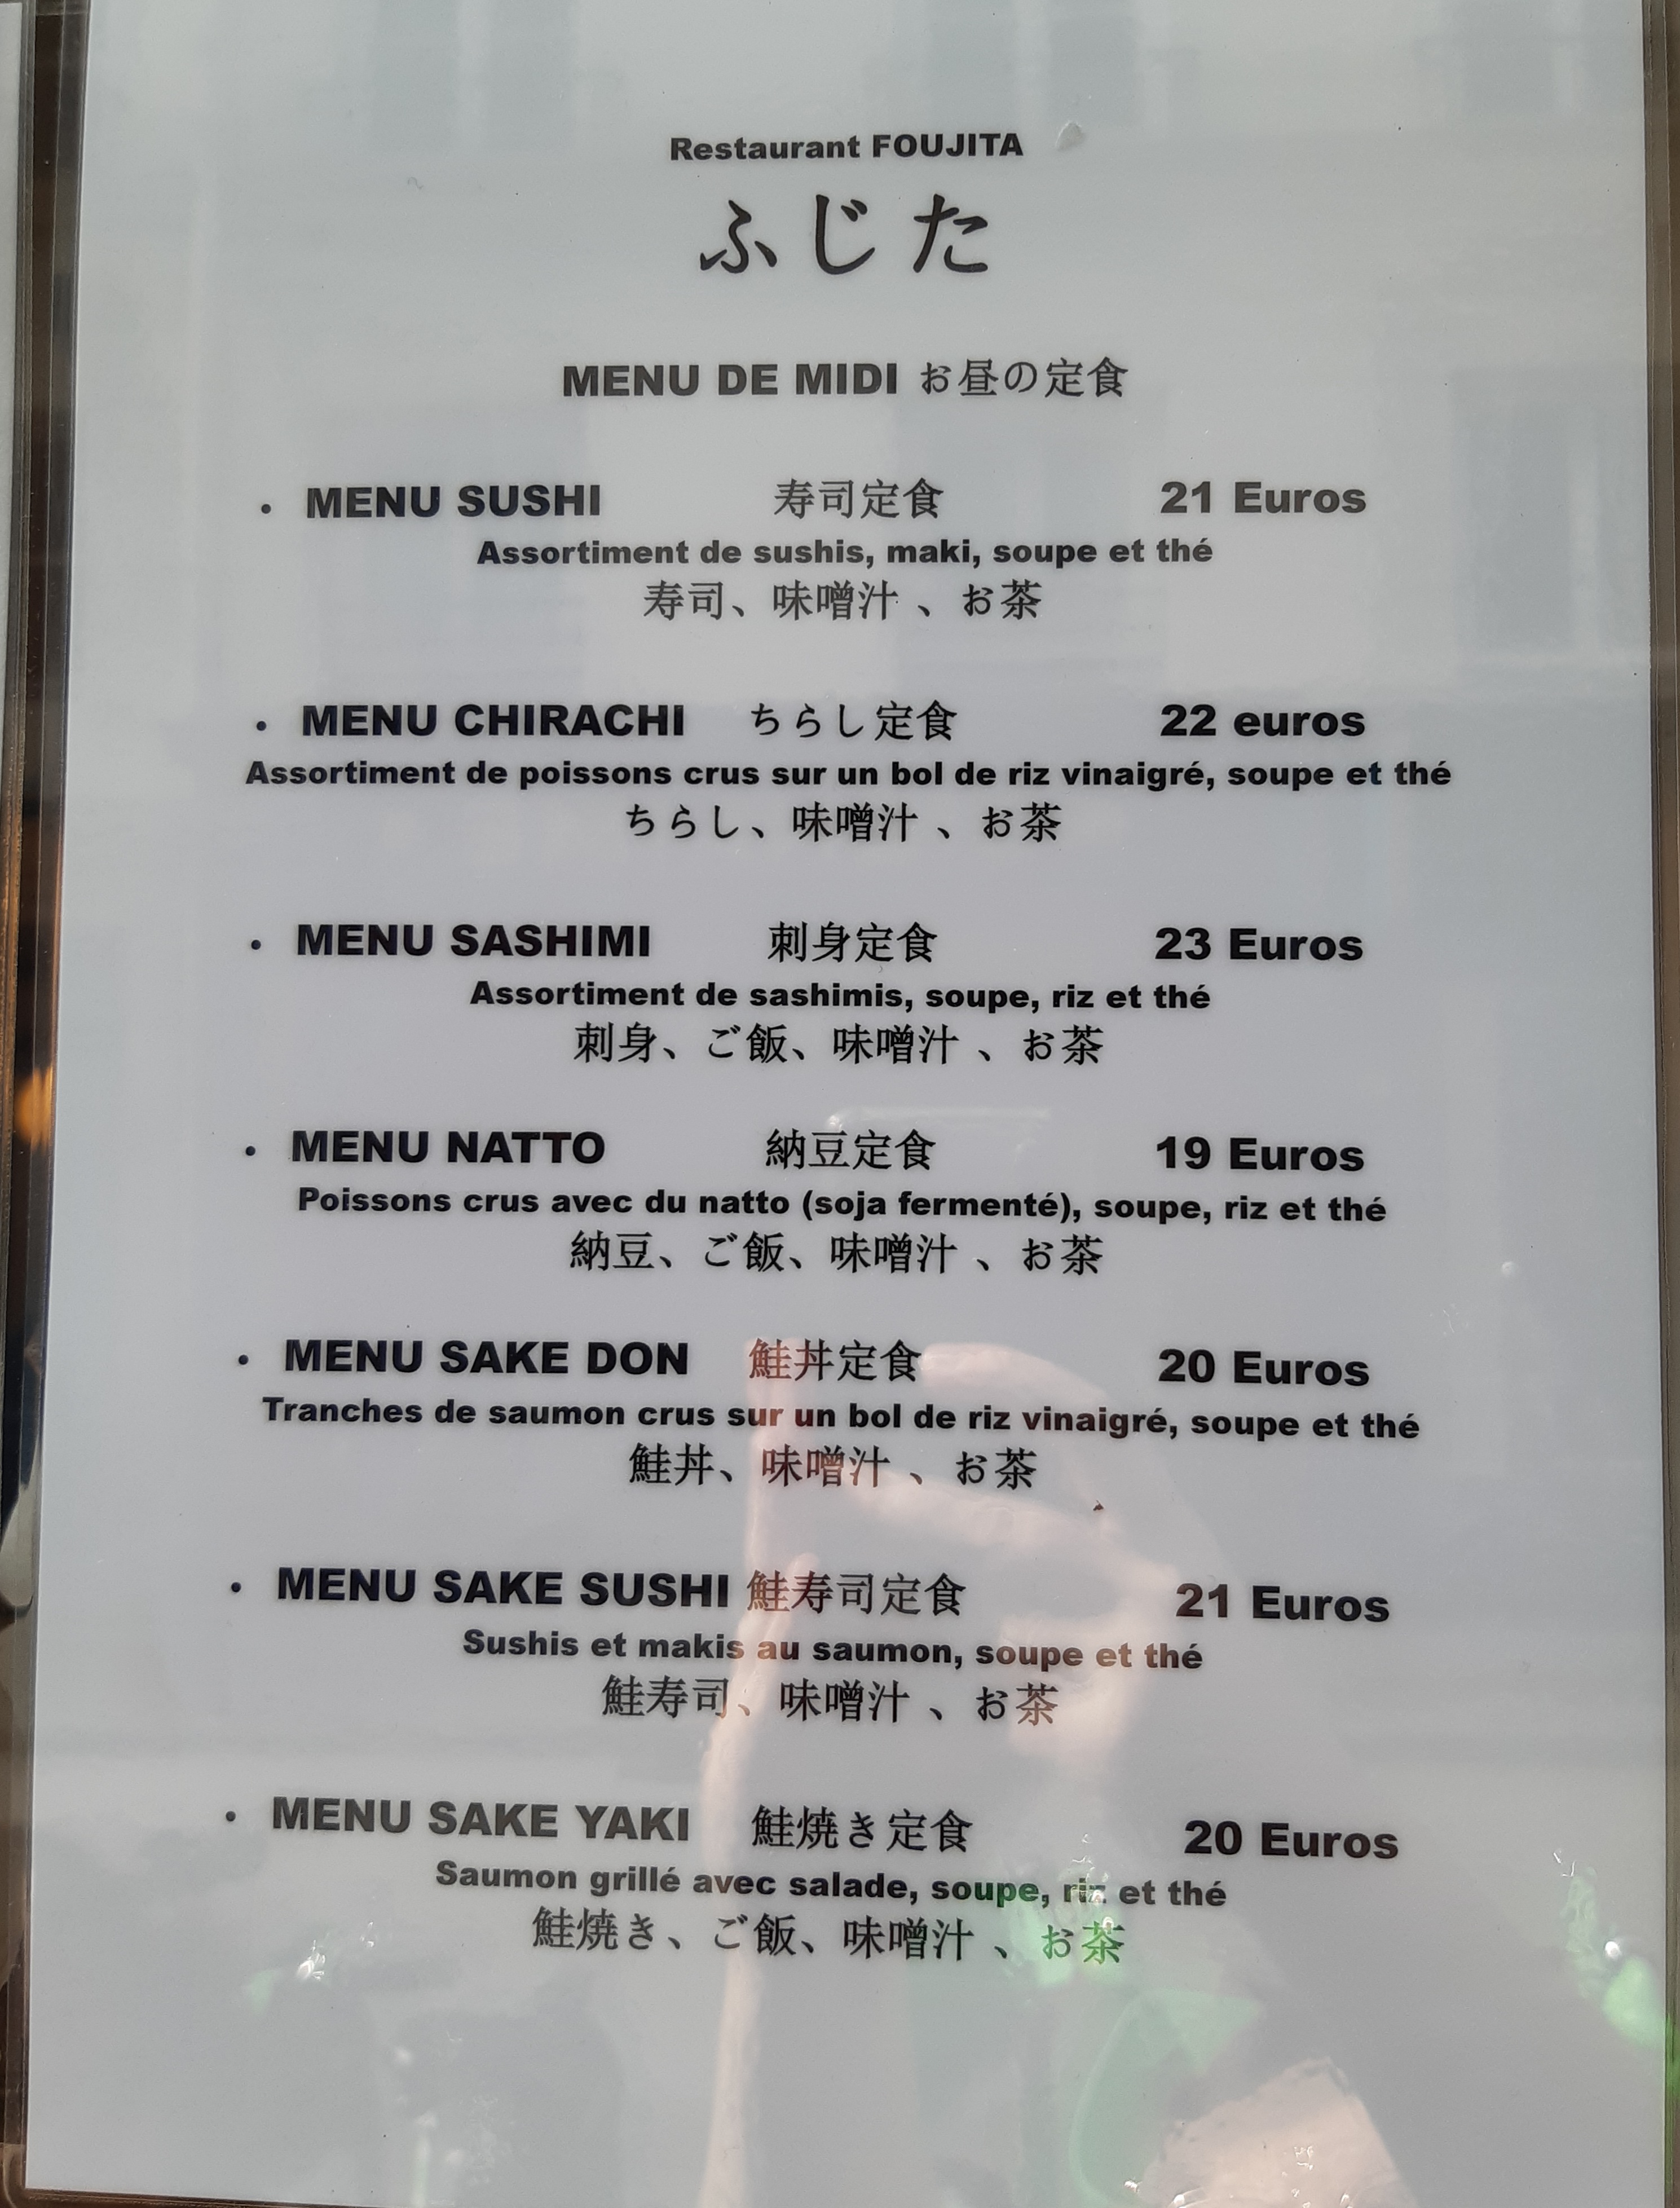 Restaurant FOUJITA
ふじた
MENU DE MIDI お昼の定食
• MENU SUSHI 寿司定食 21 Euros
Assortiment de sushis, maki, soupe et thé
寿司、味噌汁 、お茶
• MENU CHIRACHI ちらし定食 22 euros
Assortiment de poissons crus sur un bol de riz vinaigré, soupe et thé
ちらし、味噌汁 、お茶
• MENU SASHIMI 刺身定食 23 Euros
Assortiment de sashimis, soupe, riz et thé
刺身、ご飯、味噌汁 、お茶
• MENU NATTO 納豆定食 19 Euros
Poissons crus avec du natto (soja fermenté), soupe, riz et thé
納豆、ご飯、味噌汁 、お茶
• MENU SAKE DON 鮭丼定食 20 Euros
Tranches de saumon crus sur un bol de riz vinaigré, soupe et thé
鮭丼、味噌汁 、お茶
• MENU SAKE SUSHI 鮭寿司定食 21 Euros
Sushis et makis au saumon, soupe et thé
鮭寿司、味噌汁 、お茶
• MENU SAKE YAKI 鮭焼き定食 20 Euros
Saumon grillé avec salade, soupe, riz et thé
鮭焼き、ご飯、味噌汁 、お茶